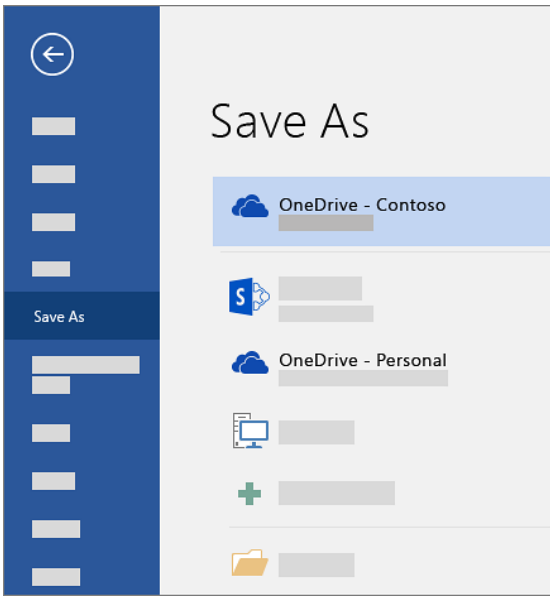 Save As
OneDrive - Contoso
Save As
S
OneDrive - Personal